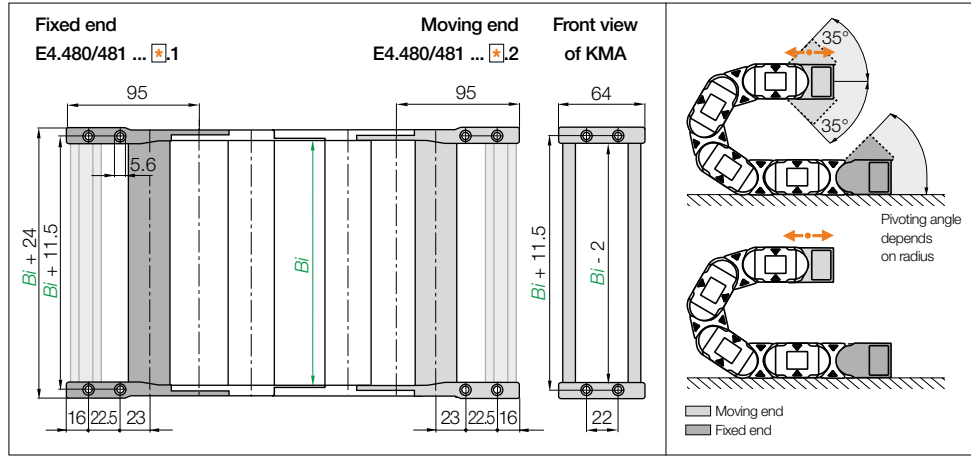 Fixed end
E4.480/481 ... *.1
Moving end
E4.480/481 ... *.2
Front view
of KMA
95
95
64
5.6
Bi + 24
Bi + 11.5
Bi
Bi + 11.5
Bi - 2
16
22.5
23
23
22.5
16
22
35°
35°
Pivoting angle
depends
on radius
Moving end
Fixed end